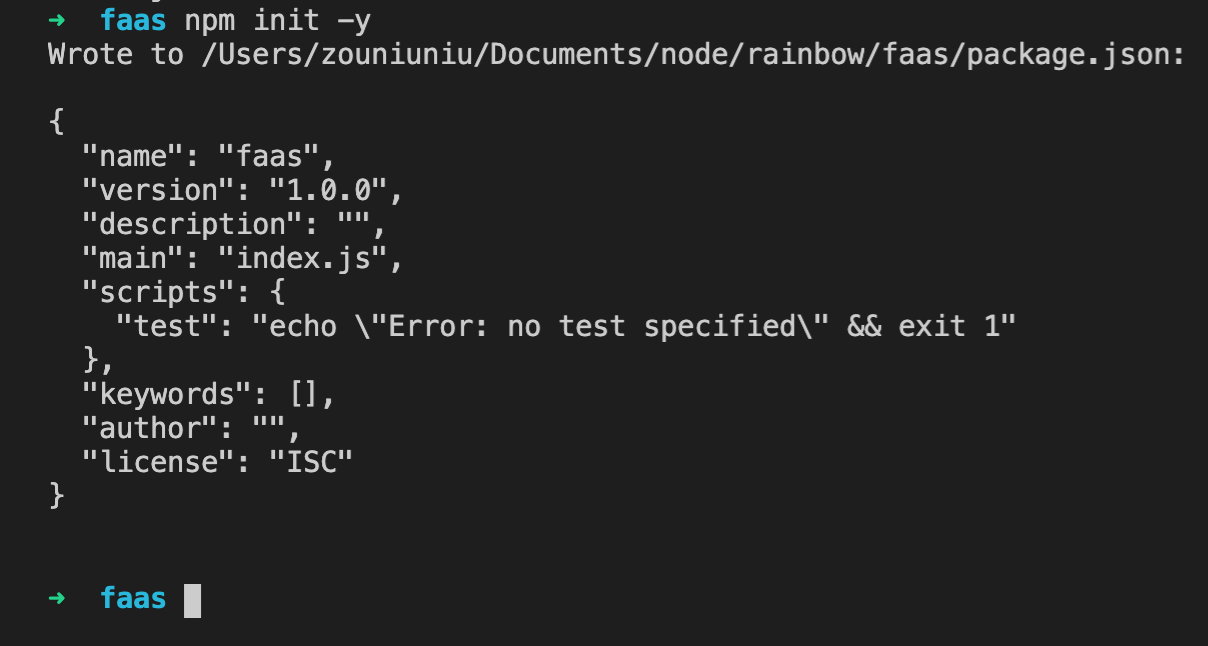 ➜  faas npm init -y
Wrote to /Users/zouniuniu/Documents/node/rainbow/faas/package.json:
{
  "name": "faas",
  "version": "1.0.0",
  "description": "",
  "main": "index.js",
  "scripts": {
    "test": "echo \"Error: no test specified\" && exit 1"
  },
  "keywords": [],
  "author": "",
  "license": "ISC"
}
➜  faas